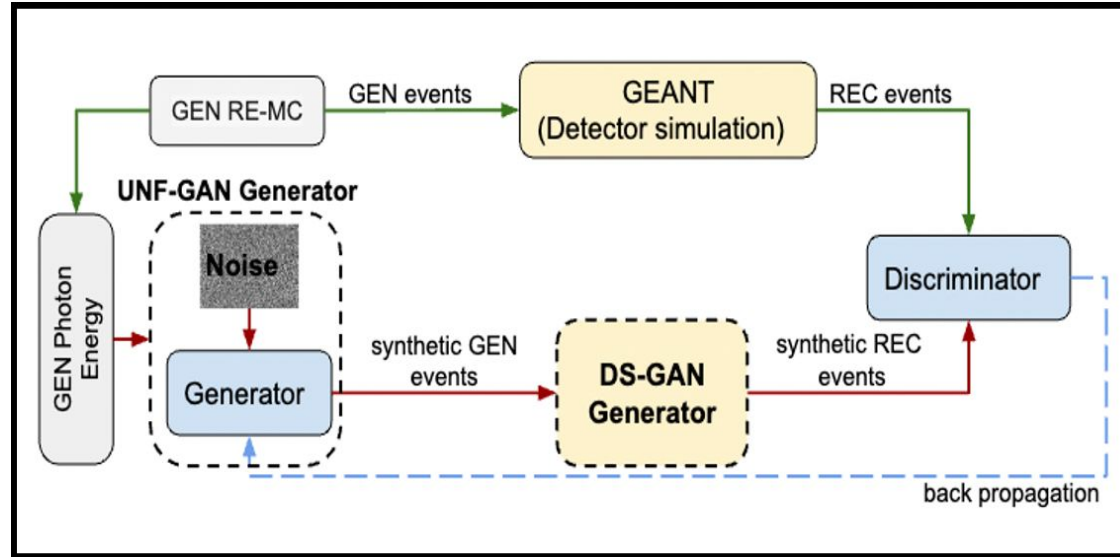 GEN RE-MC
GEN events
GEANT
(Detector simulation)
REC events
UNF-GAN Generator
Noise
GEN Photon
Energy
Generator
synthetic GEN
events
DS-GAN
Generator
synthetic REC
events
Discriminator
back propagation